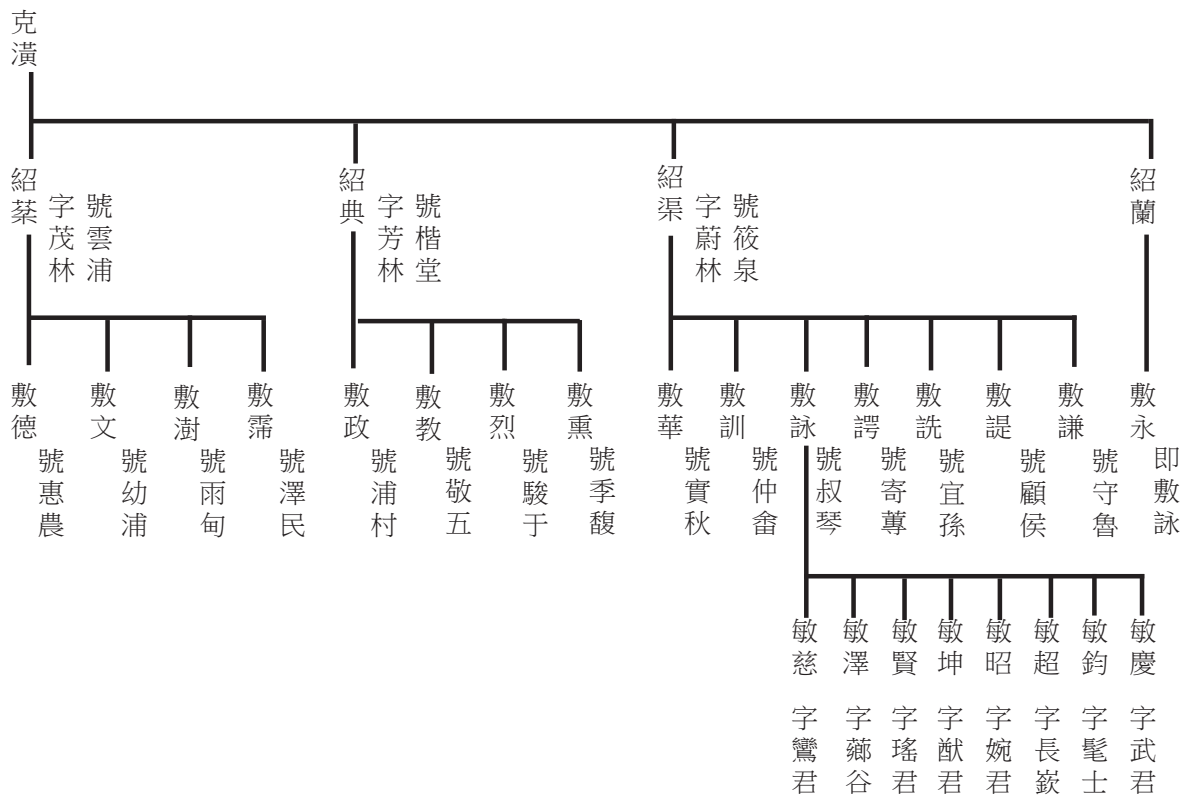 克潢
紹棻
字茂林
號雲浦
紹典
字芳林
號楷堂
紹渠
字蔚林
號筱泉
紹蘭
敷德
號惠農
敷文
號幼浦
敷澍
號雨甸
敷霈
號澤民
敷政
號浦村
敷教
號敬五
敷烈
號駿于
敷熏
號季馥
敷華
號實秋
敷訓
號仲畬
敷詠
號叔琴
敷諤
號寄蓴
敷詵
號宜孫
敷諟
號顧侯
敷謙
號守魯
敷永
即敷詠
敏慈
字鸞君
敏澤
字薌谷
敏賢
字瑤君
敏坤
字猷君
敏昭
字婉君
敏超
字長嶔
敏鈞
字髦士
敏慶
字武君